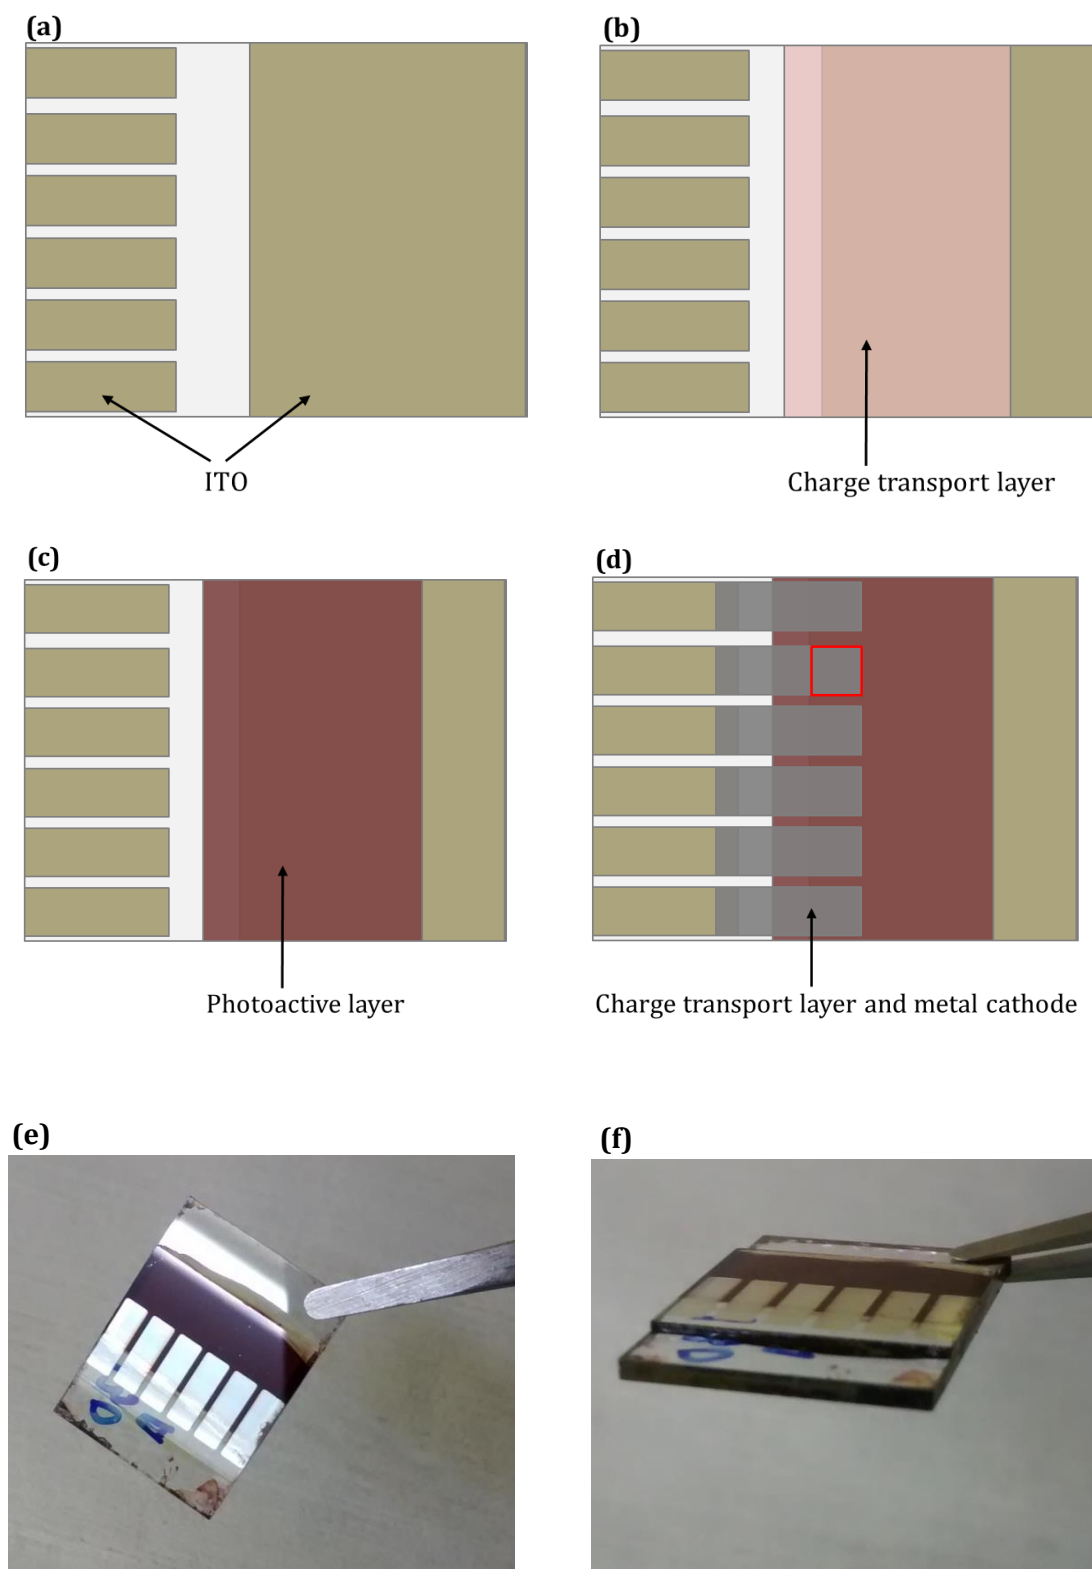 (a)
(b)
ITO
Charge transport layer
(c)
(d)
Photoactive layer
Charge transport layer and metal cathode
(e)
(f)